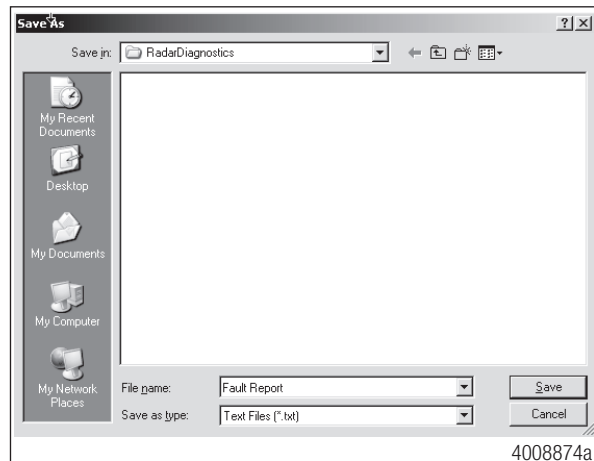 Save As
Save in:
RadarDiagnostics
My Recent
Documents
Desktop
My Documents
My Computer
My Network
Places
File name:
Fault Report
Save
Save as type:
Text Files (*.txt)
Cancel
4008874a